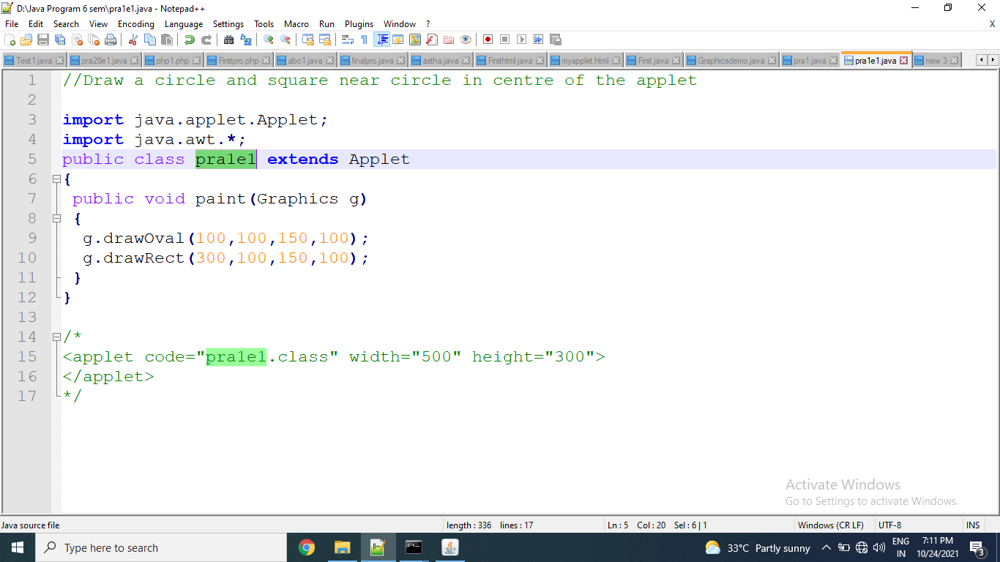 D:\Java Program 6 sem\pra1e1.java - Notepad++
File Edit Search View Encoding Language Settings Tools Macro Run Plugins Window ? X
Test1.java pra28e1.java php1.php Firstpro.php abc1.java finalpro.java astha.java Firsthtml.java myapplet.html First.java Graphicsdemo.java pra1.java pra1e1.java new 3
1 //Draw a circle and square near circle in centre of the applet
2
3 import java.applet.Applet;
4 import java.awt.*;
5 public class pra1e1 extends Applet
6 {
7 public void paint(Graphics g)
8 {
9 g.drawOval(100,100,150,100);
10 g.drawRect(300,100,150,100);
11 }
12 }
13
14 /*
15 <applet code="pra1e1.class" width="500" height="300">
16 </applet>
17 */
Activate Windows
Go to Settings to activate Windows.
Java source file length : 336 lines : 17 Ln : 5 Col : 20 Sel : 6 | 1 Windows (CR LF) UTF-8 INS
Type here to search 33°C Partly sunny ENG IN 7:11 PM 10/24/2021 3